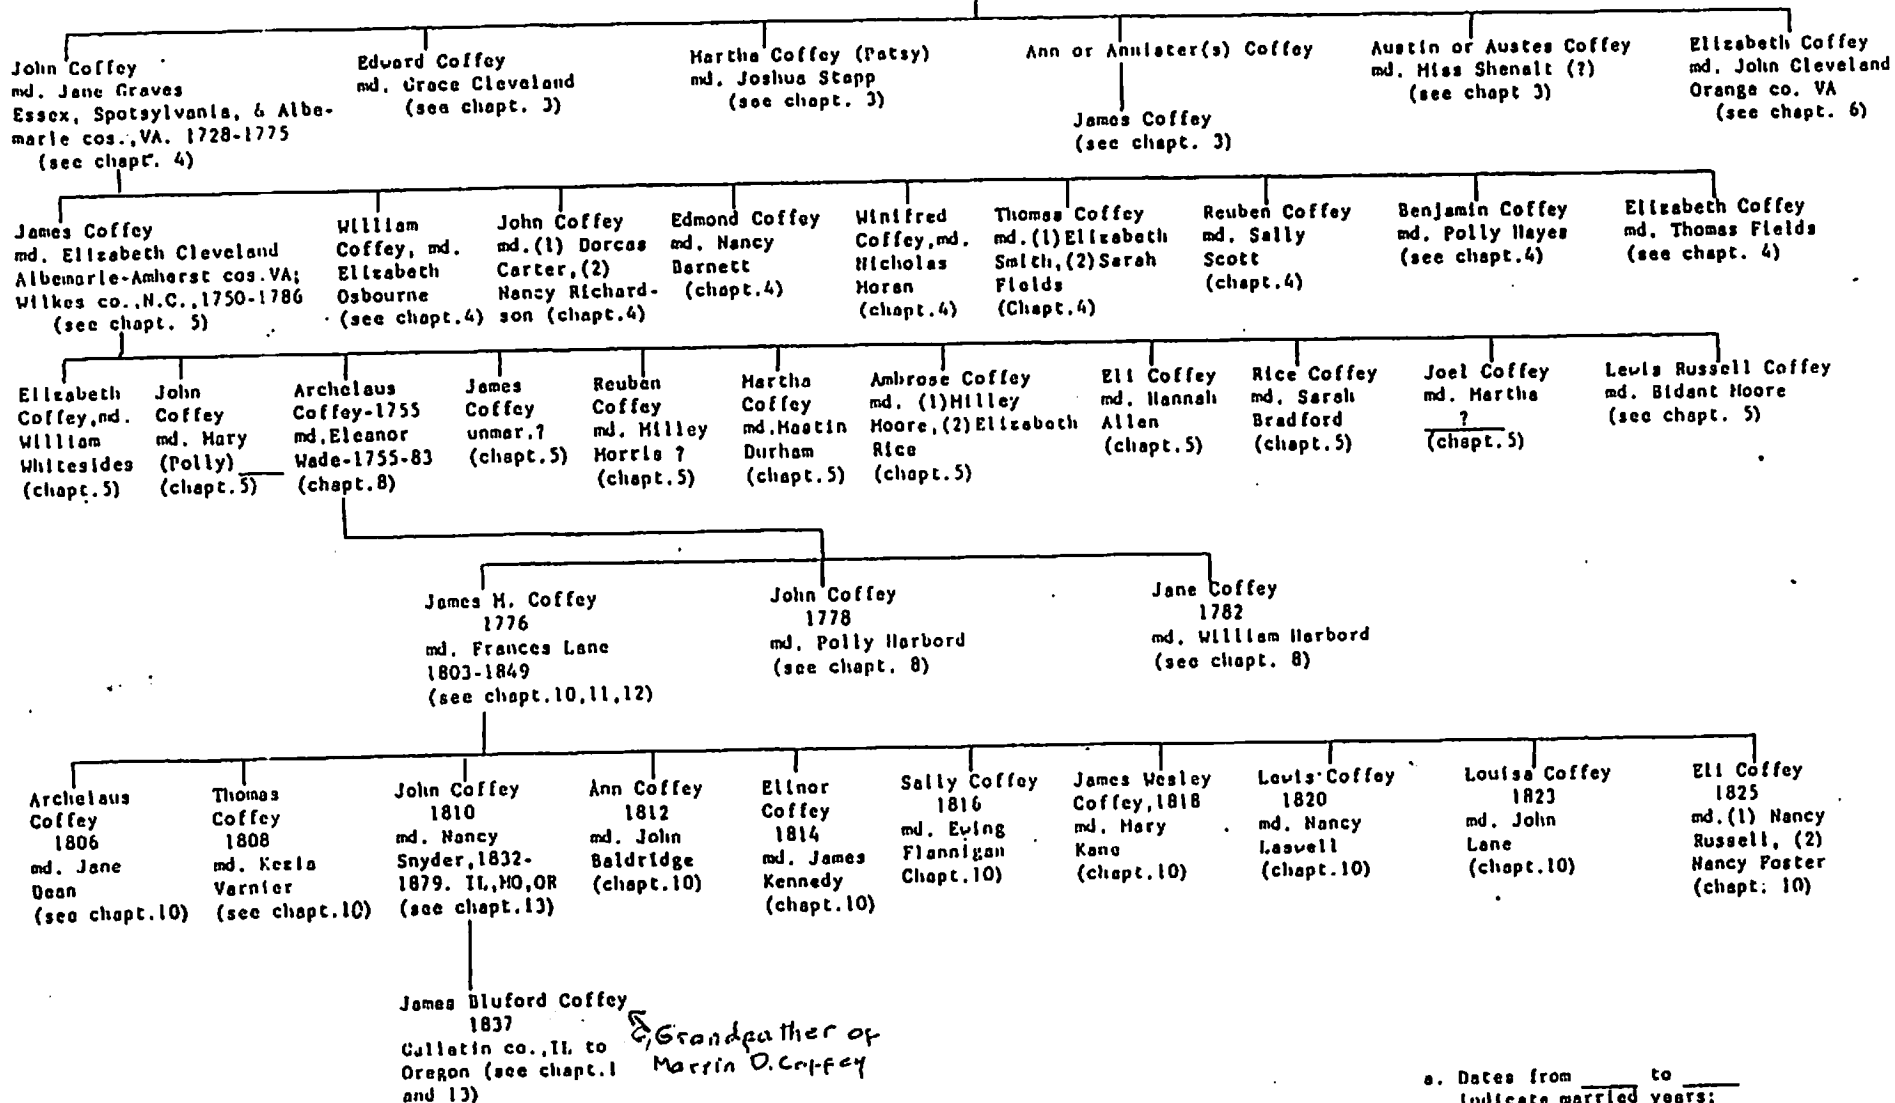 John Coffey
md. Jane Graves
Essex, Spotsylvania, & Albe-
marle cos., VA. 1728-1775
(see chapt. 4)
Edward Coffey
md. Grace Cleveland
(see chapt. 3)
Martha Coffey (Patsy)
md. Joshua Stapp
(see chapt. 3)
Ann or Annister(s) Coffey
James Coffey
(see chapt. 3)
Austin or Austes Coffey
md. Miss Shenalt (?)
(see chapt 3)
Elizabeth Coffey
md. John Cleveland
Orange co. VA
(see chapt. 6)
James Coffey
md. Elizabeth Cleveland
Albemarle-Amherst cos.VA;
Wilkes co.,N.C.,1750-1786
(see chapt. 5)
William
Coffey, md.
Elizabeth
Osbourne
(see chapt.4)
John Coffey
md.(1) Dorcas
Carter,(2)
Nancy Richard-
son (chapt.4)
Edmond Coffey
md. Nancy
Barnett
(chapt.4)
Winifred
Coffey,md.
Nicholas
Moran
(chapt.4)
Thomas Coffey
md.(1)Elizabeth
Smith,(2)Sarah
Fields
(Chapt.4)
Reuben Coffey
md. Sally
Scott
(chapt.4)
Benjamin Coffey
md. Polly Hayes
(see chapt.4)
Elizabeth Coffey
md. Thomas Fields
(see chapt. 4)
Elizabeth
Coffey,md.
William
Whitesides
(chapt.5)
John
Coffey
md. Mary
(Polly)____
(chapt.5)
Archelaus
Coffey-1755
md.Eleanor
Wade-1755-83
(chapt.8)
James
Coffey
unmar.?
(chapt.5)
Reuben
Coffey
md. Milley
Morris ?
(chapt.5)
Martha
Coffey
md.Mastin
Durham
(chapt.5)
Ambrose Coffey
md. (1)Milley
Moore,(2)Elizabeth
Rice
(chapt.5)
Eli Coffey
md. Hannah
Allen
(chapt.5)
Rice Coffey
md. Sarah
Bradford
(chapt.5)
Joel Coffey
md. Martha
?
(chapt.5)
Lewis Russell Coffey
md. Bidant Moore
(see chapt. 5)
James M. Coffey
1776
md. Frances Lane
1803-1849
(see chapt.10,11,12)
John Coffey
1778
md. Polly Harbord
(see chapt. 8)
Jane Coffey
1782
md. William Harbord
(see chapt. 8)
Archelaus
Coffey
1806
md. Jane
Dean
(see chapt.10)
Thomas
Coffey
1808
md. Kezia
Varnier
(see chapt.10)
John Coffey
1810
md. Nancy
Snyder,1832-
1879. IL,MO,OR
(see chapt.13)
Ann Coffey
1812
md. John
Baldridge
(chapt.10)
Elinor
Coffey
1814
md. James
Kennedy
(chapt.10)
Sally Coffey
1816
md. Ewing
Flannigan
Chapt.10)
James Wesley
Coffey,1818
md. Mary
Kane
(chapt.10)
Lewis Coffey
1820
md. Nancy
Laswell
(chapt.10)
Louisa Coffey
1823
md. John
Lane
(chapt.10)
Eli Coffey
1825
md.(1) Nancy
Russell, (2)
Nancy Foster
(chapt. 10)
James Bluford Coffey
1837
Gallatin co.,IL to
Oregon (see chapt.1
and 13)
Grandfather of
Marvin D. Coffey
a. Dates from ____ to ____
indicate married years;